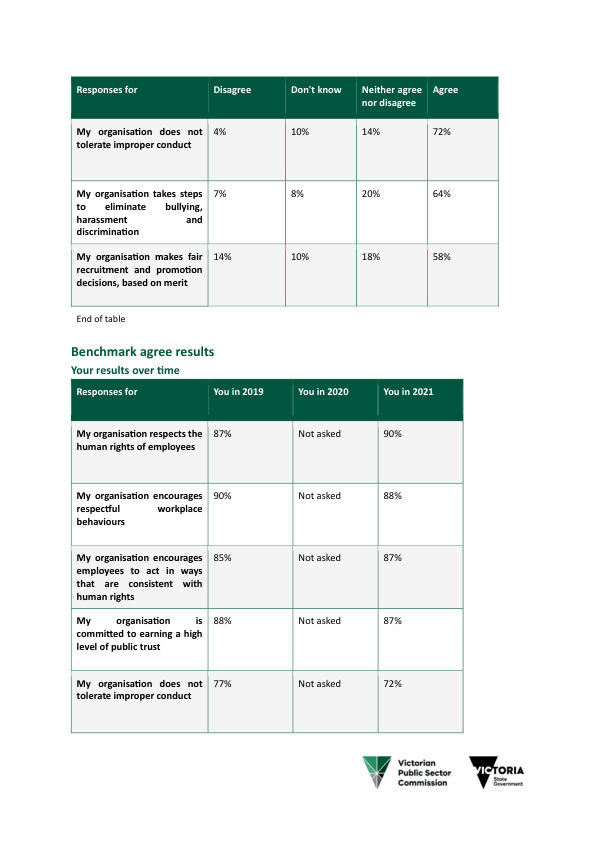 Responses for Disagree Don't know Neither agree nor disagree Agree
My organisation does not tolerate improper conduct 4% 10% 14% 72%
My organisation takes steps to eliminate bullying, harassment and discrimination 7% 8% 20% 64%
My organisation makes fair recruitment and promotion decisions, based on merit 14% 10% 18% 58%
End of table
Benchmark agree results
Your results over time
Responses for You in 2019 You in 2020 You in 2021
My organisation respects the human rights of employees 87% Not asked 90%
My organisation encourages respectful workplace behaviours 90% Not asked 88%
My organisation encourages employees to act in ways that are consistent with human rights 85% Not asked 87%
My organisation is committed to earning a high level of public trust 88% Not asked 87%
My organisation does not tolerate improper conduct 77% Not asked 72%
Victorian
Public Sector
Commission
VICTORIA
State
Government